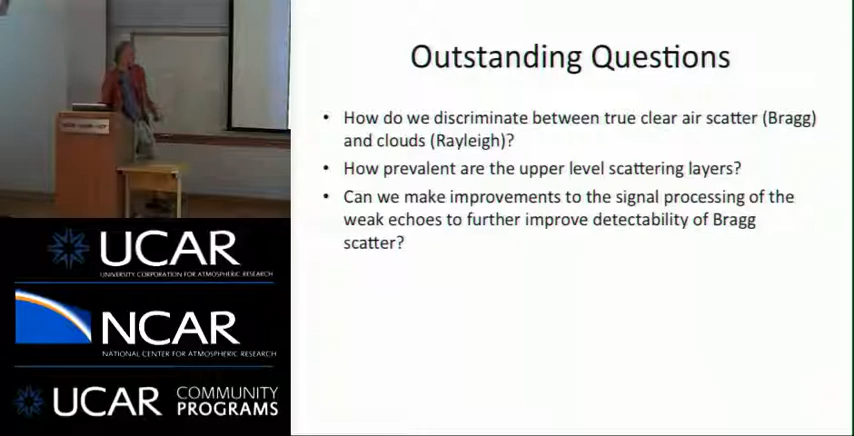 Outstanding Questions
• How do we discriminate between true clear air scatter (Bragg)
and clouds (Rayleigh)?
• How prevalent are the upper level scattering layers?
• Can we make improvements to the signal processing of the
weak echoes to further improve detectability of Bragg
scatter?
UCAR
UNIVERSITY CORPORATION FOR ATMOSPHERIC RESEARCH
NCAR
NATIONAL CENTER FOR ATMOSPHERIC RESEARCH
UCAR COMMUNITY
PROGRAMS